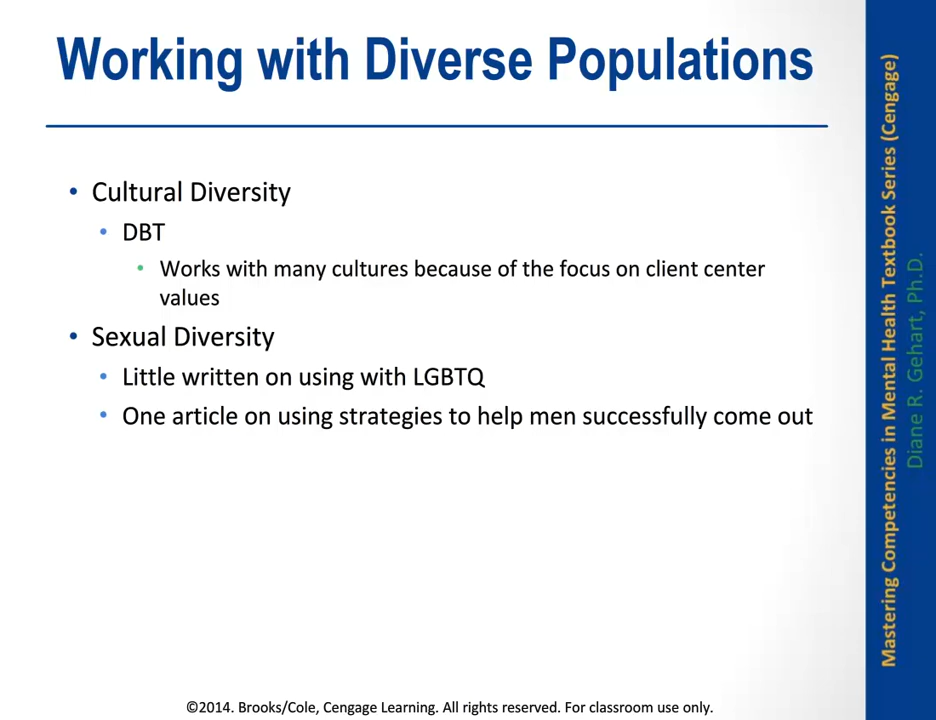 Working with Diverse Populations
• Cultural Diversity
• DBT
• Works with many cultures because of the focus on client center
values
• Sexual Diversity
• Little written on using with LGBTQ
• One article on using strategies to help men successfully come out
©2014. Brooks/Cole, Cengage Learning. All rights reserved. For classroom use only.
Mastering Competencies in Mental Health Textbook Series (Cengage)
Diane R. Gehart, Ph.D.